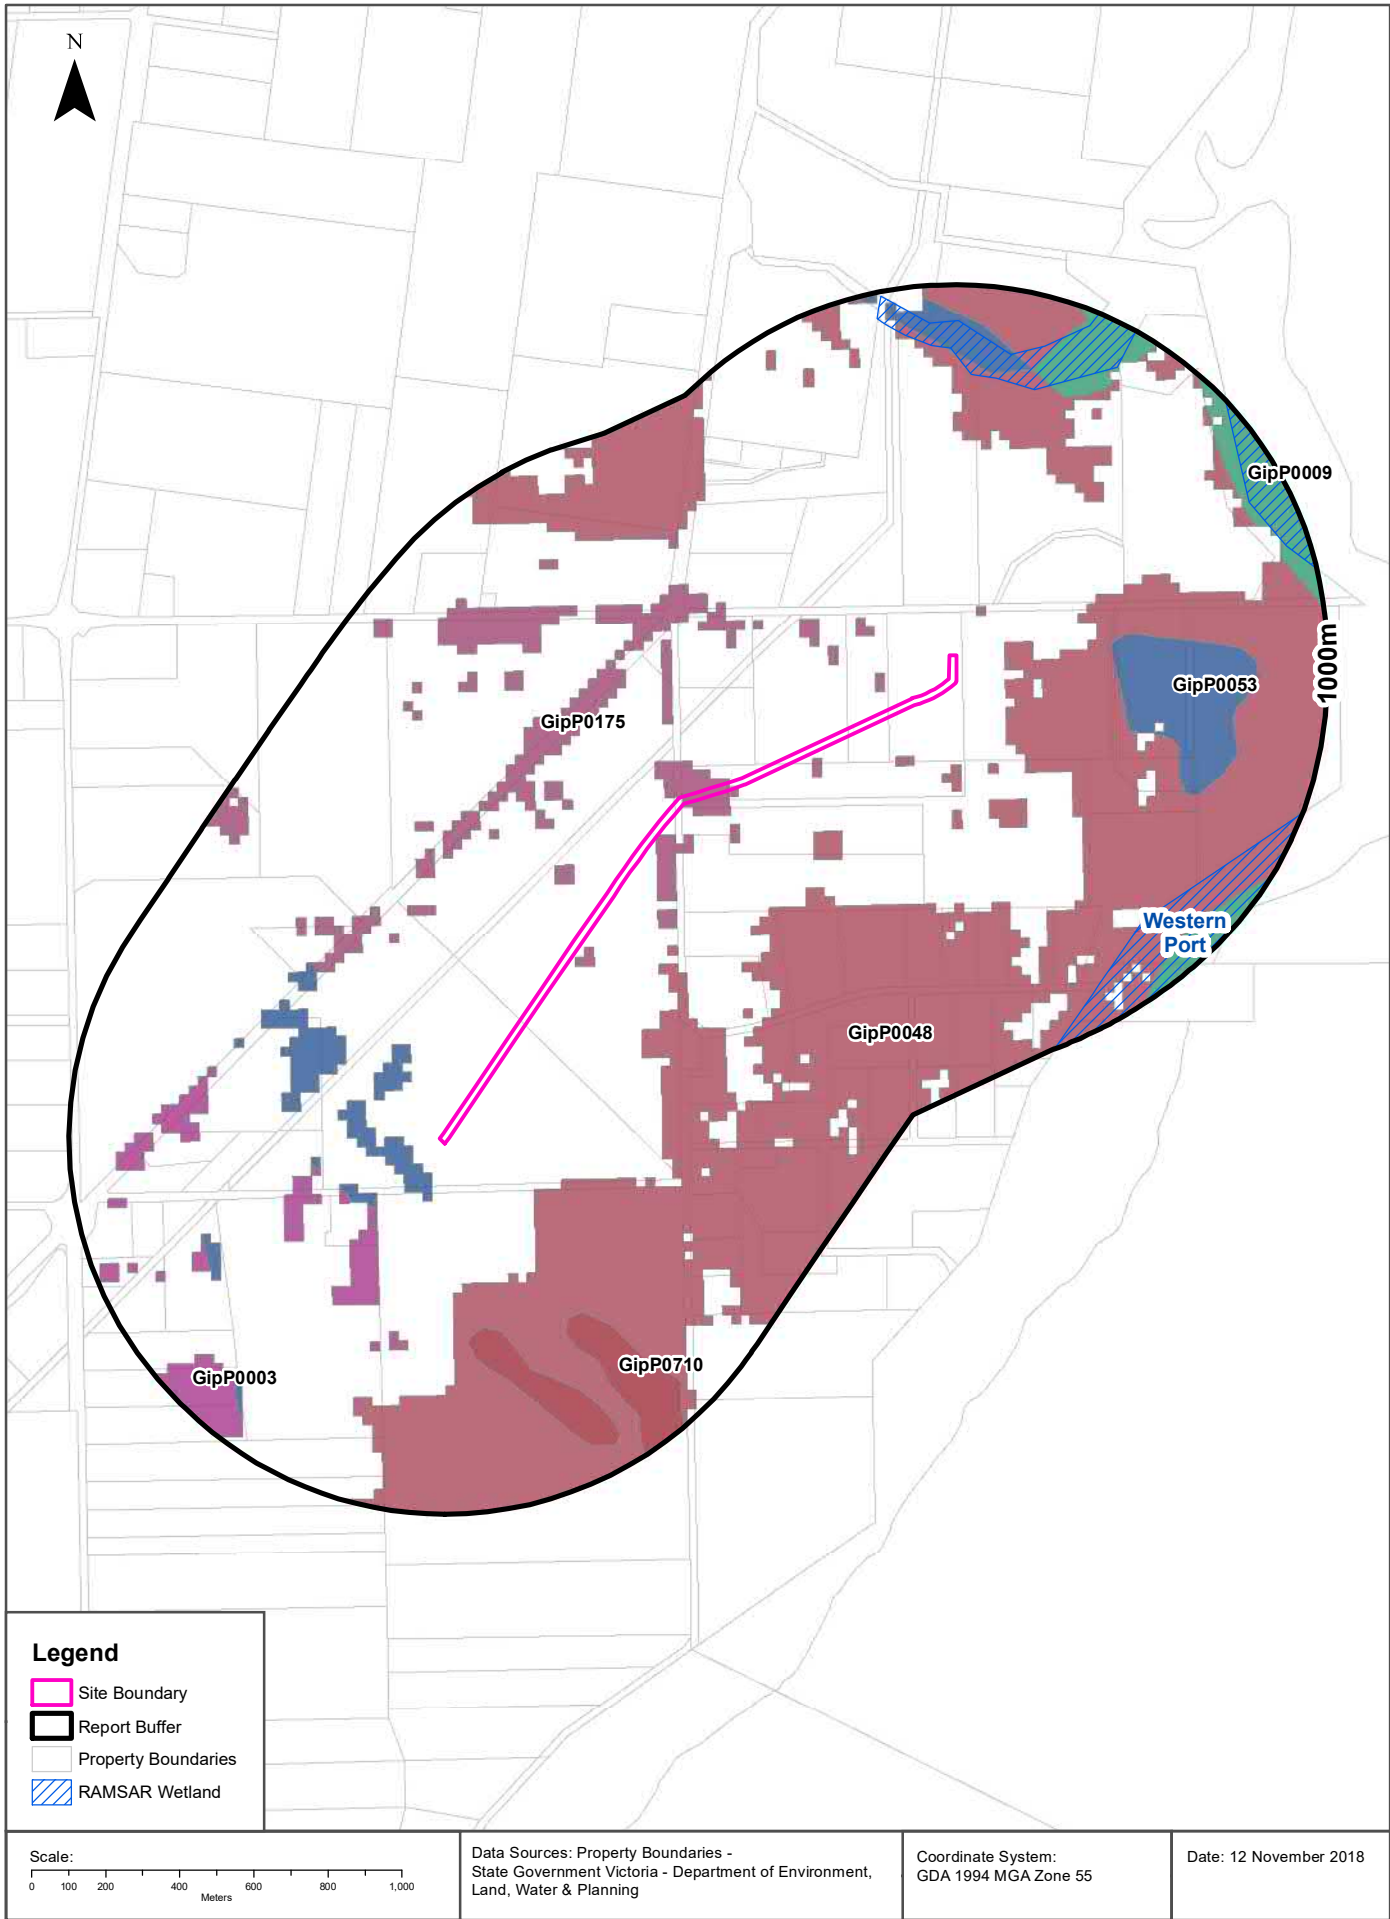 N
GipP0009
1000m
GipP0053
GipP0175
Western
Port
GipP0048
GipP0710
GipP0003
Legend
Site Boundary
Report Buffer
Property Boundaries
RAMSAR Wetland
Scale:
0 100 200 400 600 800 1,000
Meters
Data Sources: Property Boundaries -
State Government Victoria - Department of Environment,
Land, Water & Planning
Coordinate System:
GDA 1994 MGA Zone 55
Date: 12 November 2018